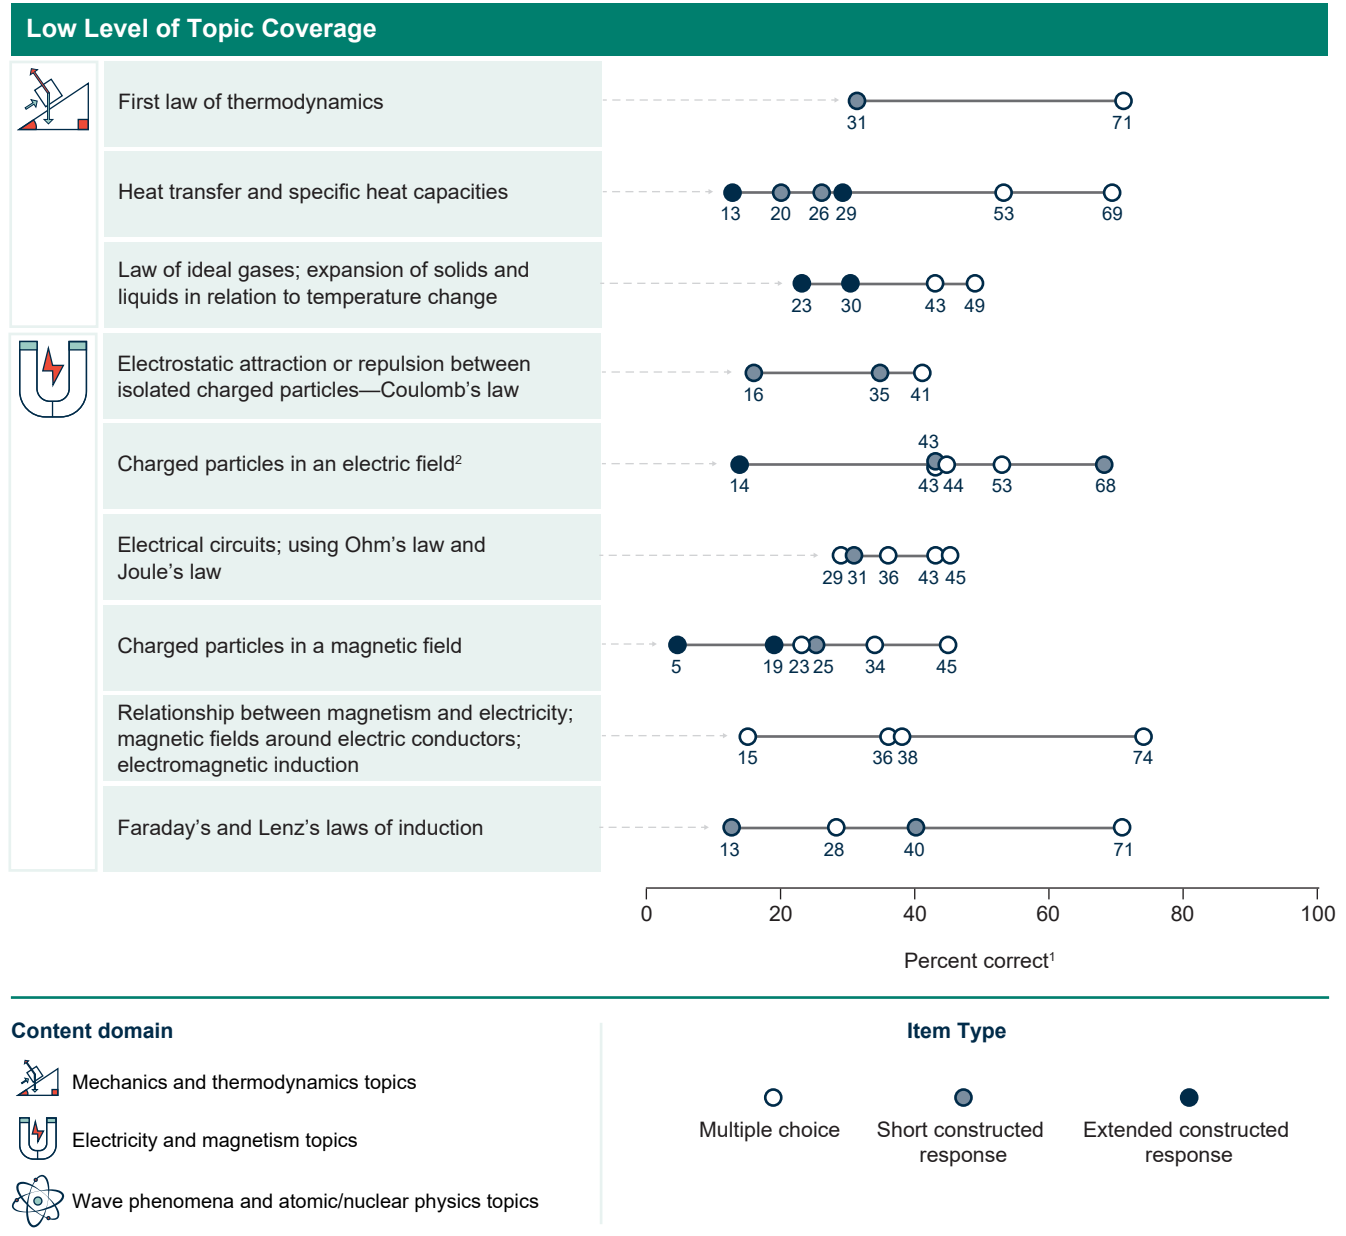 Low Level of Topic Coverage
First law of thermodynamics
31 71
Heat transfer and specific heat capacities
13 20 26 29 53 69
Law of ideal gases; expansion of solids and
liquids in relation to temperature change
23 30 43 49
Electrostatic attraction or repulsion between
isolated charged particles—Coulomb's law
16 35 41
43
Charged particles in an electric field²
14 43 44 53 68
Electrical circuits; using Ohm's law and
Joule's law
29 31 36 43 45
Charged particles in a magnetic field
5 19 23 25 34 45
Relationship between magnetism and electricity;
magnetic fields around electric conductors;
electromagnetic induction
15 36 38 74
Faraday's and Lenz's laws of induction
13 28 40 71
0 20 40 60 80 100
Percent correct¹
Content domain
Mechanics and thermodynamics topics
Electricity and magnetism topics
Wave phenomena and atomic/nuclear physics topics
Item Type
Multiple choice
Short constructed
response
Extended constructed
response